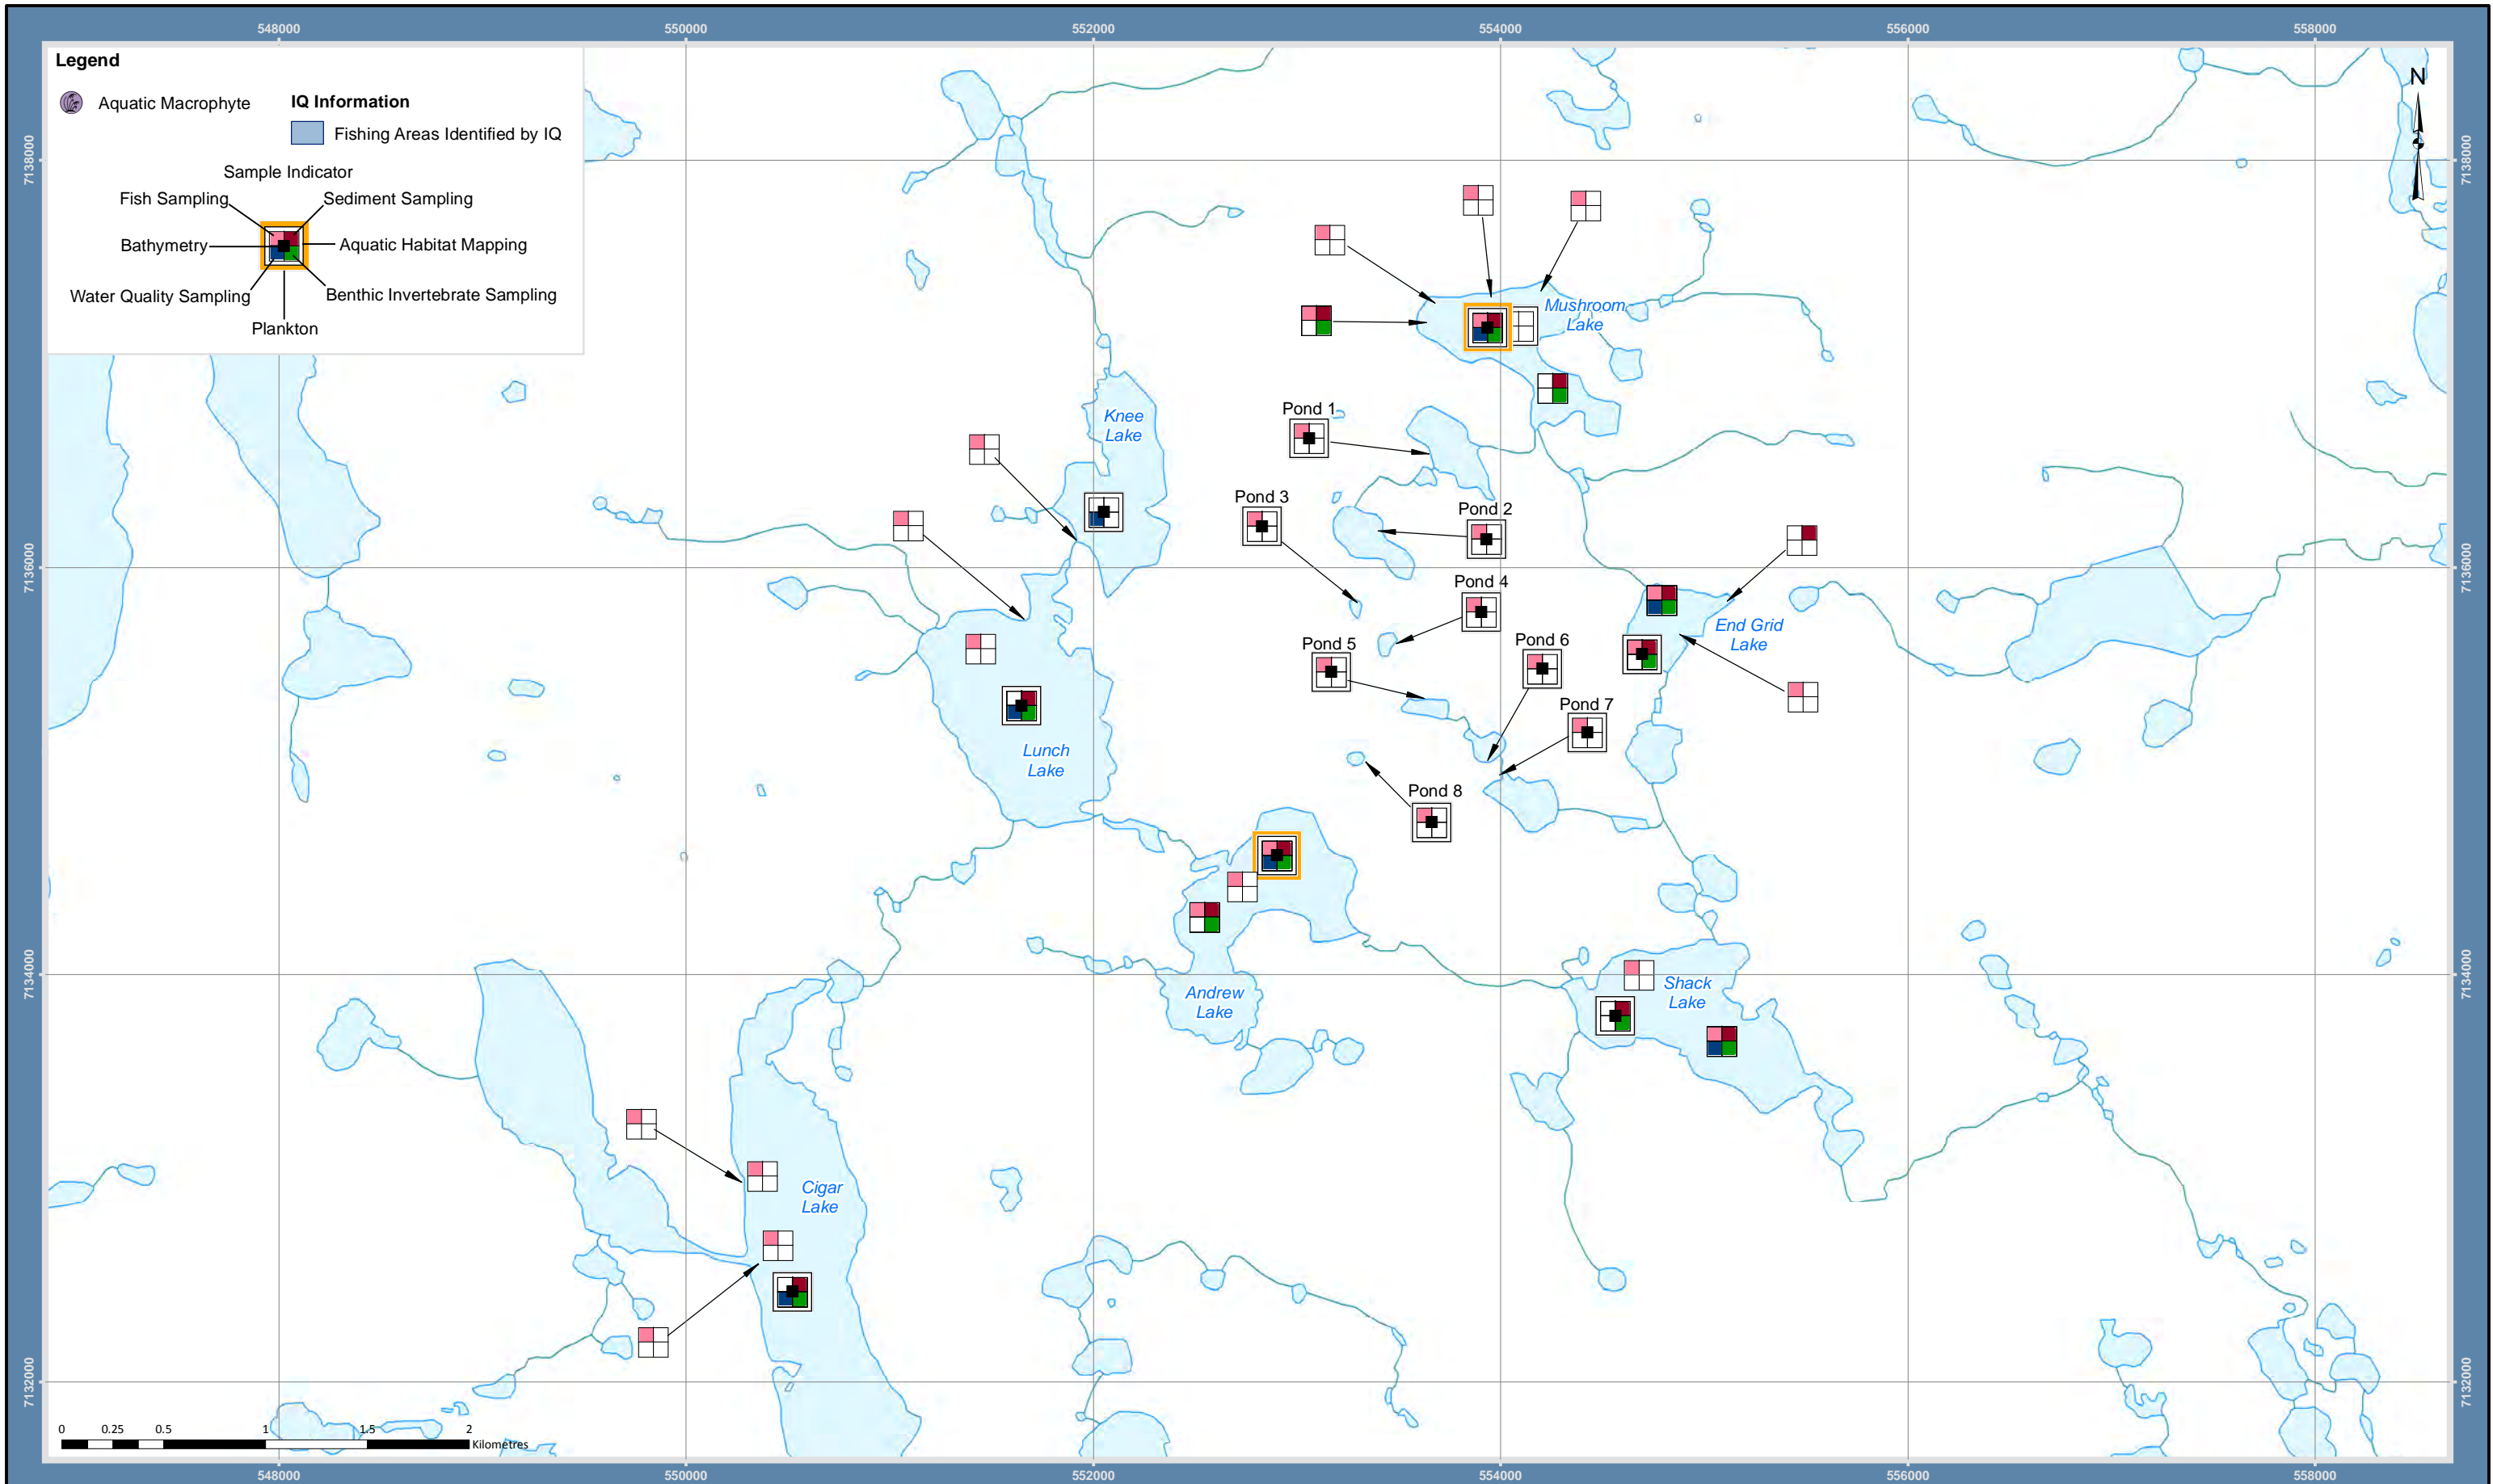 548000
550000
552000
554000
556000
558000
Legend
Aquatic Macrophyte
IQ Information
Fishing Areas Identified by IQ
Sample Indicator
Fish Sampling
Sediment Sampling
Bathymetry
Aquatic Habitat Mapping
Water Quality Sampling
Benthic Invertebrate Sampling
Plankton
N
7138000
7138000
Mushroom
Lake
Knee
Lake
Pond 1
Pond 3
Pond 2
7136000
7136000
Pond 4
End Grid
Lake
Pond 5
Pond 6
Pond 7
Lunch
Lake
Pond 8
7134000
7134000
Andrew
Lake
Shack
Lake
Cigar
Lake
7132000
7132000
0
0.25
0.5
1
1.5
2
Kilometres
548000
550000
552000
554000
556000
558000